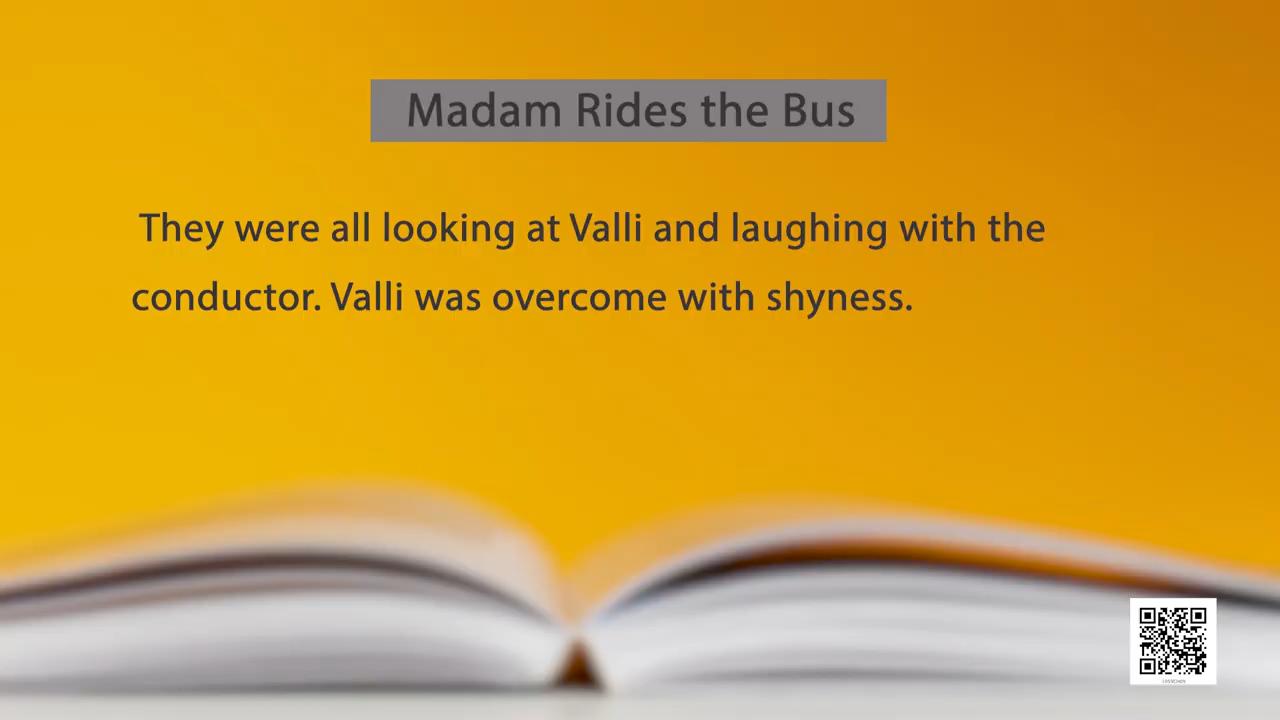 Madam Rides the Bus
They were all looking at Valli and laughing with the
conductor. Valli was overcome with shyness.